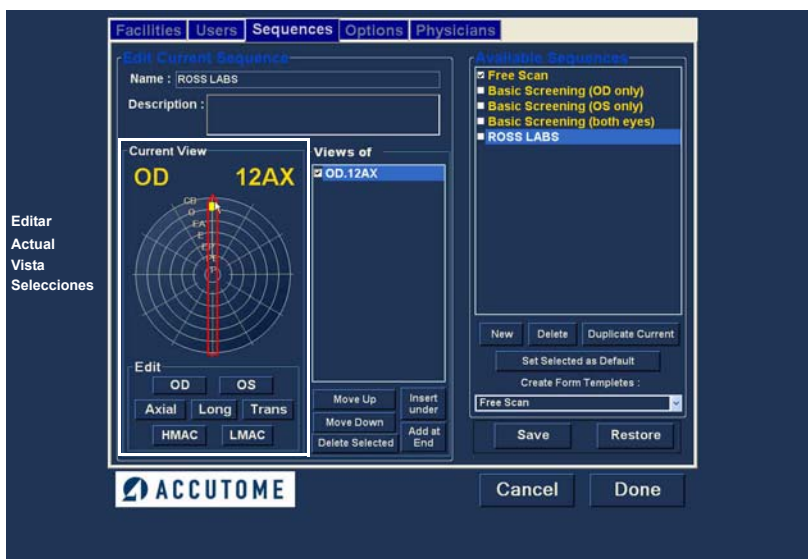 Facilities Users Sequences Options Physicians
Edit Current Sequence
Name : ROSS LABS
Description :
Current View
OD 12AX
CB
O
EA
E
EP
PE
P
Edit
OD OS
Axial Long Trans
HMAC LMAC
Views of
OD.12AX
Move Up
Move Down
Delete Selected
Insert under
Add at End
Available Sequences
Free Scan
Basic Screening (OD only)
Basic Screening (OS only)
Basic Screening (both eyes)
ROSS LABS
New Delete Duplicate Current
Set Selected as Default
Create Form Templetes :
Free Scan
Save Restore
Editar
Actual
Vista
Selecciones
ACCUTOME
Cancel Done